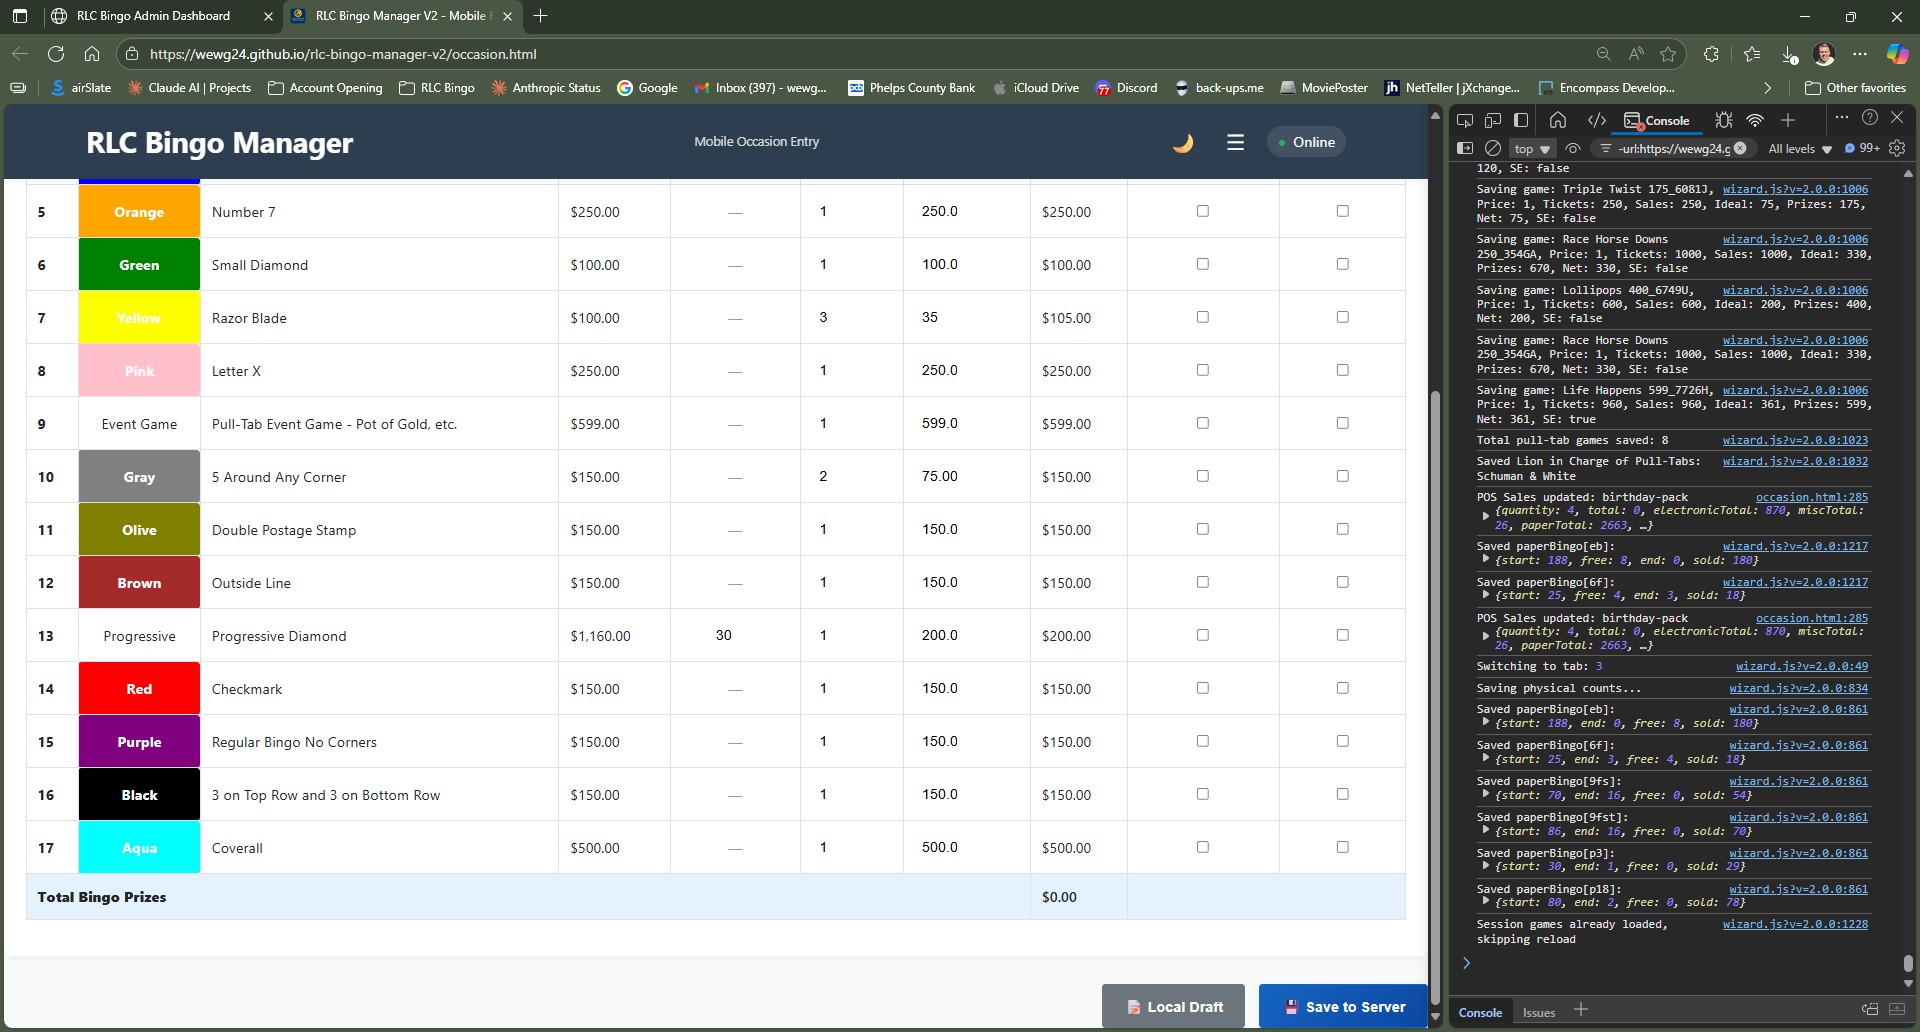 RLC Bingo Admin Dashboard
RLC Bingo Manager V2 - Mobile
https://wewg24.github.io/rlc-bingo-manager-v2/occasion.html
airSlate
Claude AI | Projects
Account Opening
RLC Bingo
Anthropic Status
Google
Inbox (397) - wewg...
Phelps County Bank
iCloud Drive
Discord
back-ups.me
MoviePoster
NetTeller | jXchange...
Encompass Develop...
Other favorites
RLC Bingo Manager
Mobile Occasion Entry
Online
5 Orange Number 7 $250.00 — 1 250.0 $250.00
6 Green Small Diamond $100.00 — 1 100.0 $100.00
7 Yellow Razor Blade $100.00 — 3 35 $105.00
8 Pink Letter X $250.00 — 1 250.0 $250.00
9 Event Game Pull-Tab Event Game - Pot of Gold, etc. $599.00 — 1 599.0 $599.00
10 Gray 5 Around Any Corner $150.00 — 2 75.00 $150.00
11 Olive Double Postage Stamp $150.00 — 1 150.0 $150.00
12 Brown Outside Line $150.00 — 1 150.0 $150.00
13 Progressive Progressive Diamond $1,160.00 30 1 200.0 $200.00
14 Red Checkmark $150.00 — 1 150.0 $150.00
15 Purple Regular Bingo No Corners $150.00 — 1 150.0 $150.00
16 Black 3 on Top Row and 3 on Bottom Row $150.00 — 1 150.0 $150.00
17 Aqua Coverall $500.00 — 1 500.0 $500.00
Total Bingo Prizes $0.00
Local Draft
Save to Server
Console
top
-url:https://wewg24.g
All levels
99+
120, SE: false
Saving game: Triple Twist 175_6081J, wizard.js?v=2.0.0:1006
Price: 1, Tickets: 250, Sales: 250, Ideal: 75, Prizes: 175,
Net: 75, SE: false
Saving game: Race Horse Downs wizard.js?v=2.0.0:1006
250_354GA, Price: 1, Tickets: 1000, Sales: 1000, Ideal: 330,
Prizes: 670, Net: 330, SE: false
Saving game: Lollipops 400_6749U, wizard.js?v=2.0.0:1006
Price: 1, Tickets: 600, Sales: 600, Ideal: 200, Prizes: 400,
Net: 200, SE: false
Saving game: Race Horse Downs wizard.js?v=2.0.0:1006
250_354GA, Price: 1, Tickets: 1000, Sales: 1000, Ideal: 330,
Prizes: 670, Net: 330, SE: false
Saving game: Life Happens 599_7726H, wizard.js?v=2.0.0:1006
Price: 1, Tickets: 960, Sales: 960, Ideal: 361, Prizes: 599,
Net: 361, SE: true
Total pull-tab games saved: 8 wizard.js?v=2.0.0:1023
Saved Lion in Charge of Pull-Tabs: wizard.js?v=2.0.0:1032
Schuman & White
POS Sales updated: birthday-pack occasion.html:285
{quantity: 4, total: 0, electronicTotal: 870, miscTotal:
26, paperTotal: 2663, …}
Saved paperBingo[eb]: wizard.js?v=2.0.0:1217
{start: 188, free: 8, end: 0, sold: 180}
Saved paperBingo[6f]: wizard.js?v=2.0.0:1217
{start: 25, free: 4, end: 3, sold: 18}
POS Sales updated: birthday-pack occasion.html:285
{quantity: 4, total: 0, electronicTotal: 870, miscTotal:
26, paperTotal: 2663, …}
Switching to tab: 3 wizard.js?v=2.0.0:49
Saving physical counts... wizard.js?v=2.0.0:834
Saved paperBingo[eb]: wizard.js?v=2.0.0:861
{start: 188, end: 0, free: 8, sold: 180}
Saved paperBingo[6f]: wizard.js?v=2.0.0:861
{start: 25, end: 3, free: 4, sold: 18}
Saved paperBingo[9fs]: wizard.js?v=2.0.0:861
{start: 70, end: 16, free: 0, sold: 54}
Saved paperBingo[9fst]: wizard.js?v=2.0.0:861
{start: 86, end: 16, free: 0, sold: 70}
Saved paperBingo[p3]: wizard.js?v=2.0.0:861
{start: 30, end: 1, free: 0, sold: 29}
Saved paperBingo[p18]: wizard.js?v=2.0.0:861
{start: 80, end: 2, free: 0, sold: 78}
Session games already loaded, wizard.js?v=2.0.0:1228
skipping reload
Console
Issues